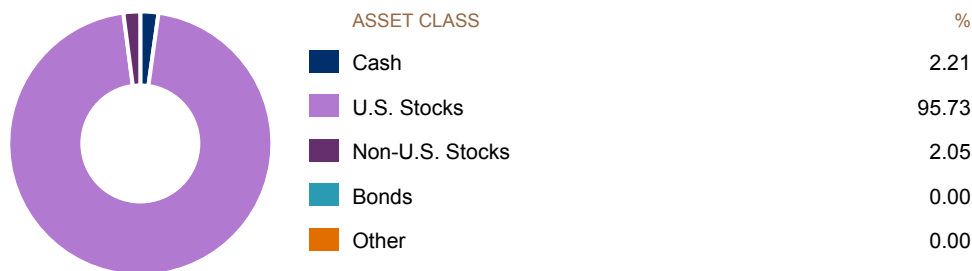 ASSET CLASS %
Cash 2.21
U.S. Stocks 95.73
Non-U.S. Stocks 2.05
Bonds 0.00
Other 0.00